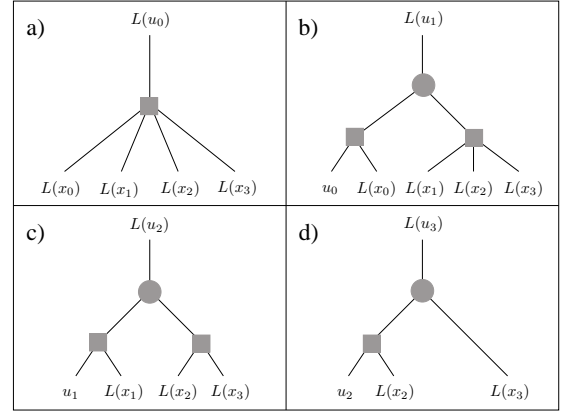 a)
L(u₀)
L(x₀) L(x₁) L(x₂) L(x₃)
b)
L(u₁)
u₀ L(x₀) L(x₁) L(x₂) L(x₃)
c)
L(u₂)
u₁ L(x₁) L(x₂) L(x₃)
d)
L(u₃)
u₂ L(x₂) L(x₃)